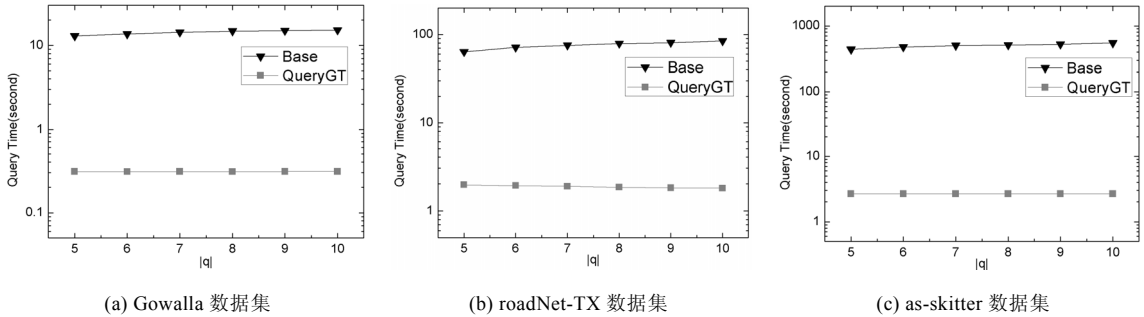 10
1
0.1
Query Time(second)
Base
QueryGT
5 6 7 8 9 10
|q|
(a) Gowalla 数据集
100
10
1
Query Time(second)
Base
QueryGT
5 6 7 8 9 10
|q|
(b) roadNet-TX 数据集
1000
100
10
1
Query Time(second)
Base
QueryGT
5 6 7 8 9 10
|q|
(c) as-skitter 数据集